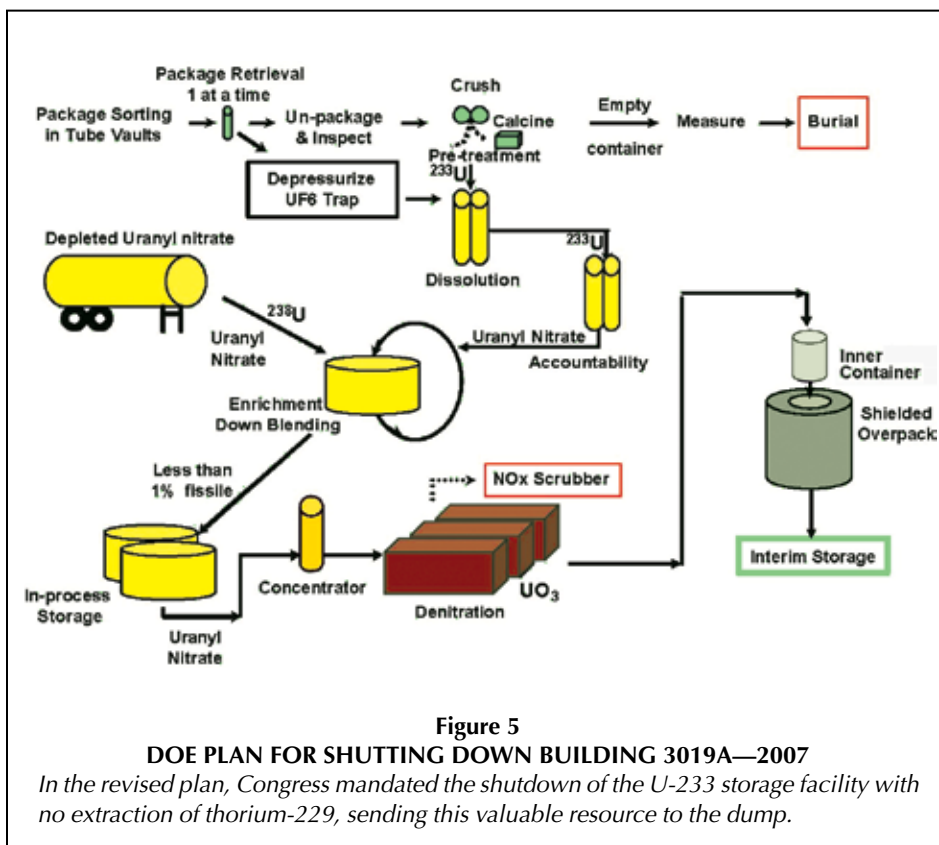 Package Retrieval
1 at a time
Package Sorting
in Tube Vaults
Un-package
& Inspect
Crush
Calcine
Pre-treatment
²³³U
Empty
container
Measure
Burial
Depressurize
UF6 Trap
Dissolution
²³³U
Depleted Uranyl nitrate
²³⁸U
Uranyl
Nitrate
Uranyl Nitrate
Accountability
Enrichment
Down Blending
Inner
Container
Shielded
Overpack
Less than
1% fissile
NOx Scrubber
Interim Storage
Concentrator
UO₃
Denitration
In-process
Storage
Uranyl
Nitrate
Figure 5
DOE PLAN FOR SHUTTING DOWN BUILDING 3019A—2007
In the revised plan, Congress mandated the shutdown of the U-233 storage facility with
no extraction of thorium-229, sending this valuable resource to the dump.